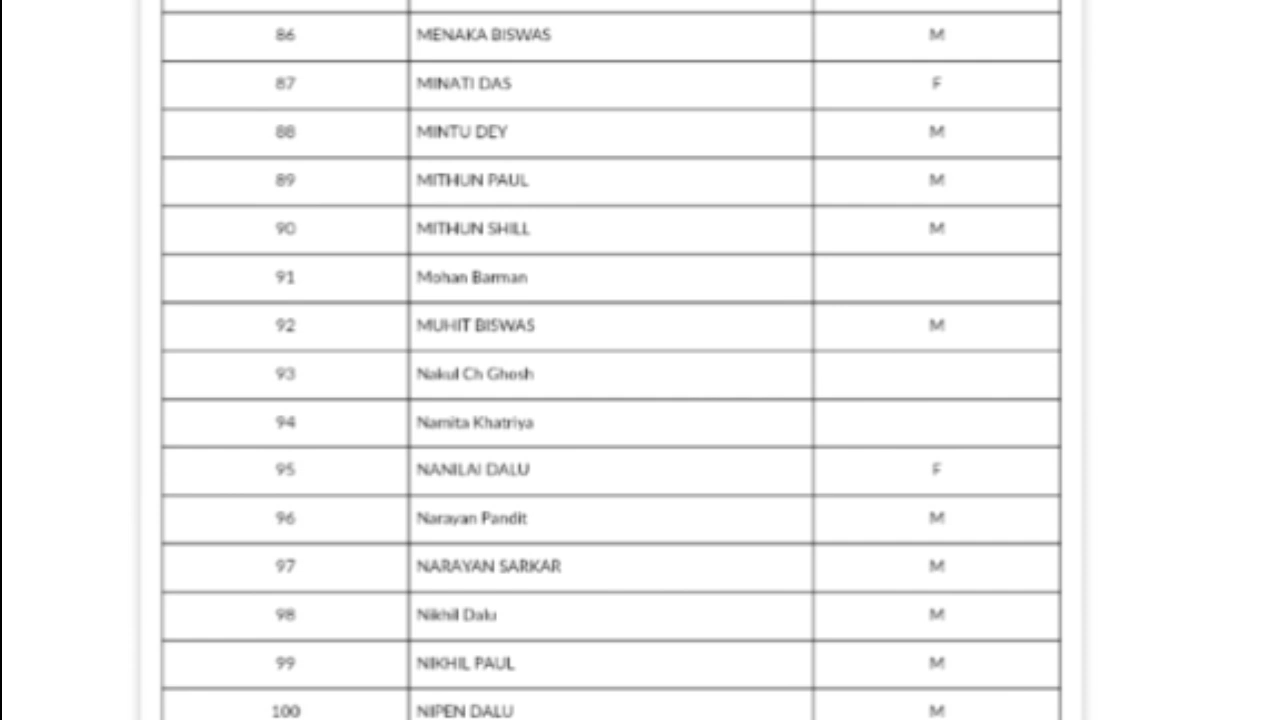 86 MENAKA BISWAS M
87 MINATI DAS F
88 MINTU DEY M
89 MITHUN PAUL M
90 MITHUN SHILL M
91 Mohan Barman
92 MUHIT BISWAS M
93 Nakul Ch Ghosh
94 Namita Khatriya
95 NANILAI DALU F
96 Narayan Pandit M
97 NARAYAN SARKAR M
98 Nikhil Dalu M
99 NIKHIL PAUL M
100 NIPEN DALU M